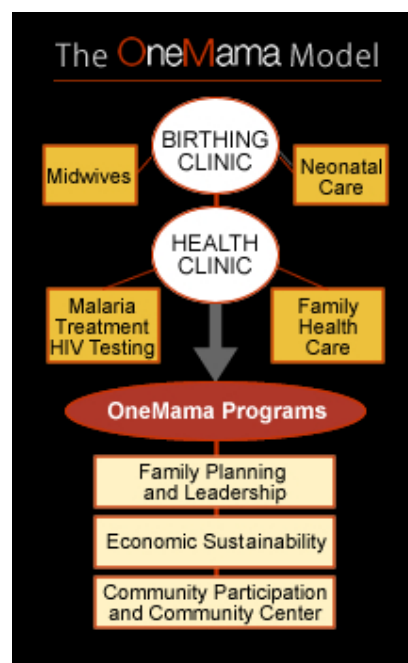 The OneMama Model
BIRTHING
CLINIC
Midwives
Neonatal
Care
HEALTH
CLINIC
Malaria
Treatment
HIV Testing
Family
Health
Care
OneMama Programs
Family Planning
and Leadership
Economic Sustainability
Community Participation
and Community Center